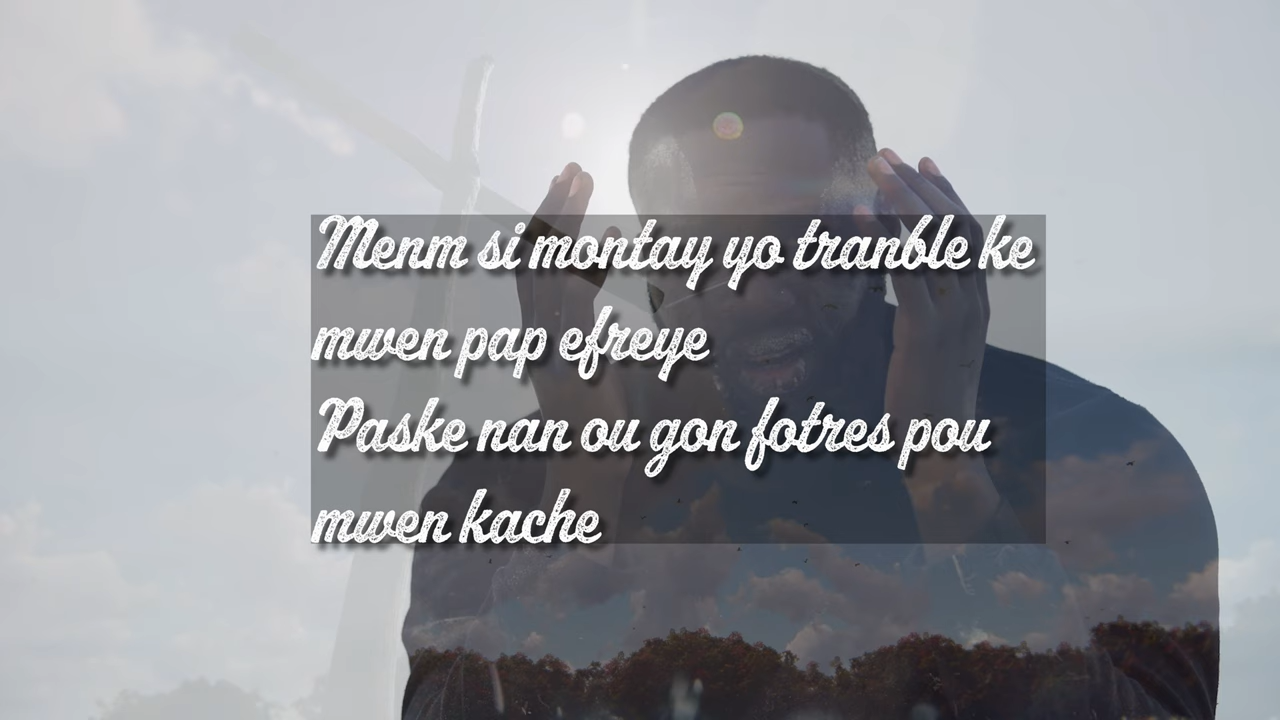 Menm si montay yo tranble ke
mwen pap efreye
Paske nan ou gon fotres pou
mwen kache